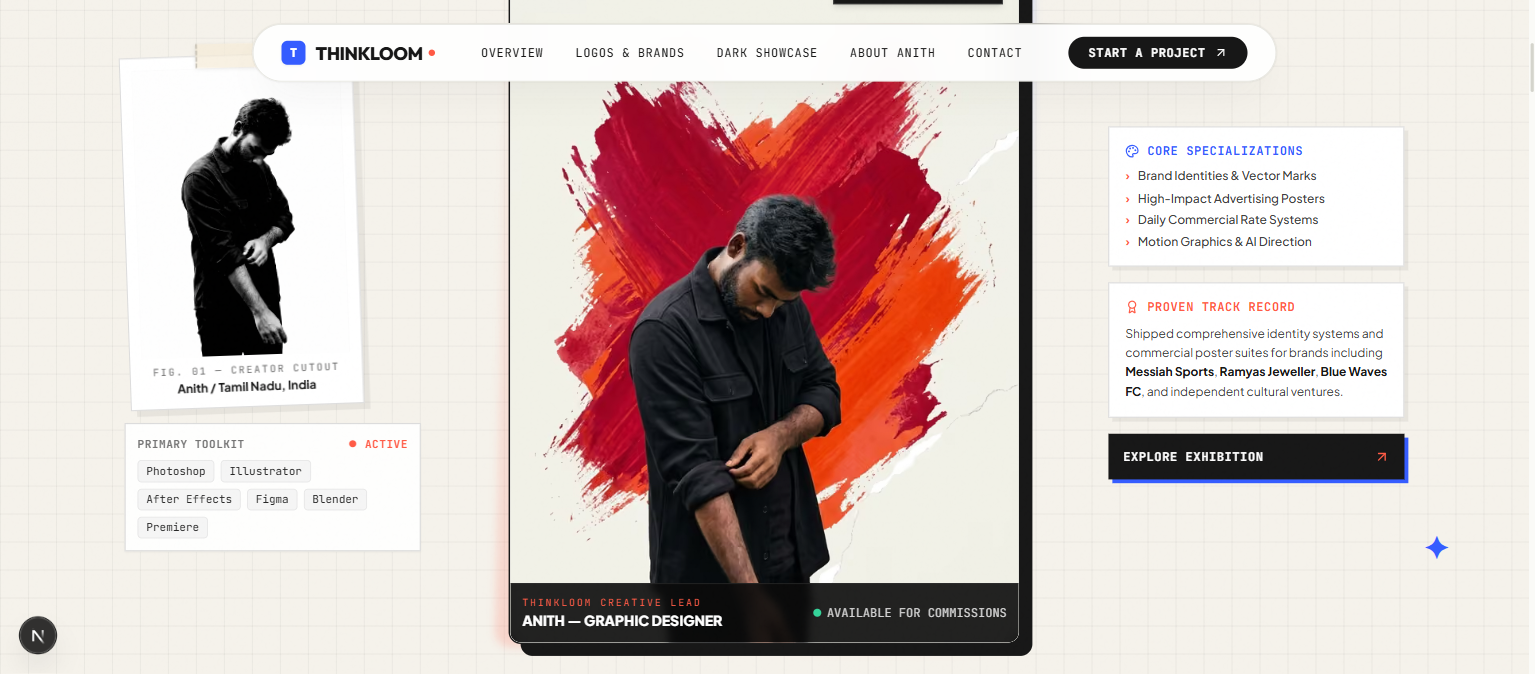 T THINKLOOM
OVERVIEW
LOGOS & BRANDS
DARK SHOWCASE
ABOUT ANITH
CONTACT
START A PROJECT
FIG. 01 — CREATOR CUTOUT
Anith / Tamil Nadu, India
PRIMARY TOOLKIT
ACTIVE
Photoshop
Illustrator
After Effects
Figma
Blender
Premiere
THINKLOOM CREATIVE LEAD
ANITH — GRAPHIC DESIGNER
AVAILABLE FOR COMMISSIONS
CORE SPECIALIZATIONS
› Brand Identities & Vector Marks
› High-Impact Advertising Posters
› Daily Commercial Rate Systems
› Motion Graphics & AI Direction
PROVEN TRACK RECORD
Shipped comprehensive identity systems and
commercial poster suites for brands including
Messiah Sports, Ramyas Jeweller, Blue Waves
FC, and independent cultural ventures.
EXPLORE EXHIBITION
N